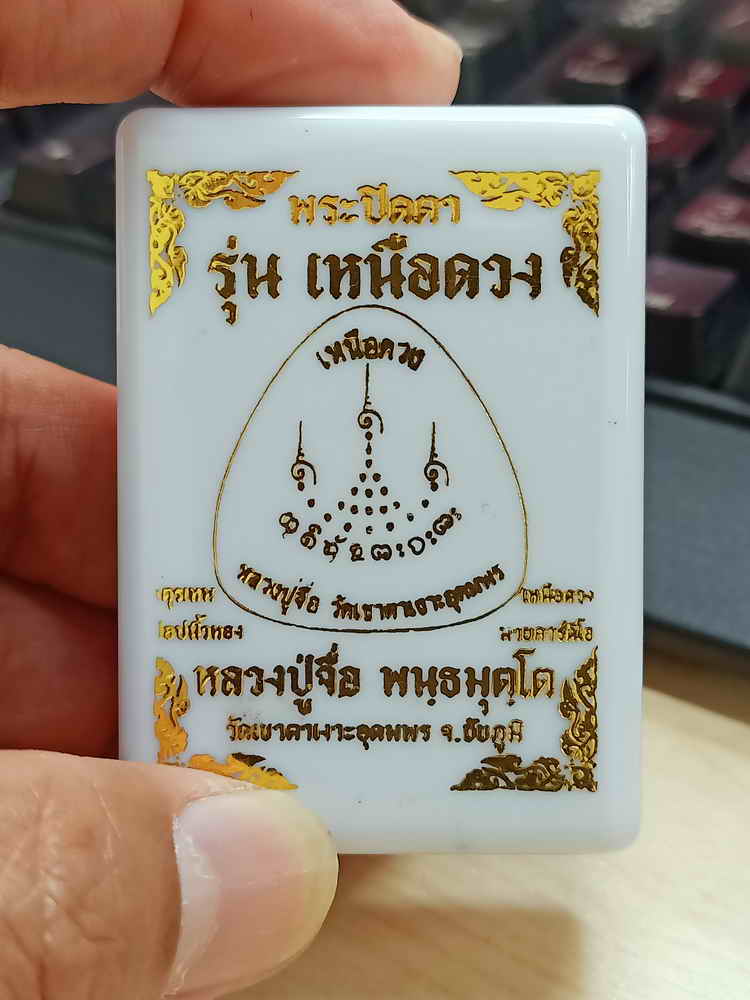 พระปิดตา
รุ่น เหนือดวง
เหนือดวง
หลวงปู่จื่อ วัดเขาตาเงาะอุดมพร
เหนือดวง
หลวงปู่จื่อ พนฺธมุตฺโต
วัดเขาตาเงาะอุดมพร จ.ชัยภูมิ